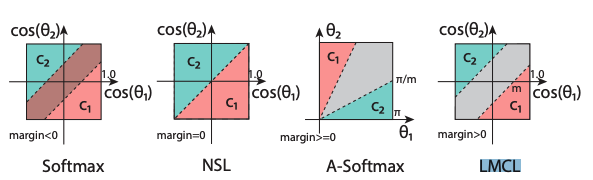 cos(θ₂)
C₂
1.0
cos(θ₁)
C₁
margin<0
Softmax
cos(θ₂)
C₂
1.0
cos(θ₁)
C₁
margin=0
NSL
θ₂
C₁
π/m
C₂
π
θ₁
margin>=0
A-Softmax
cos(θ₂)
C₂
1.0
m
cos(θ₁)
C₁
margin>0
LMCL